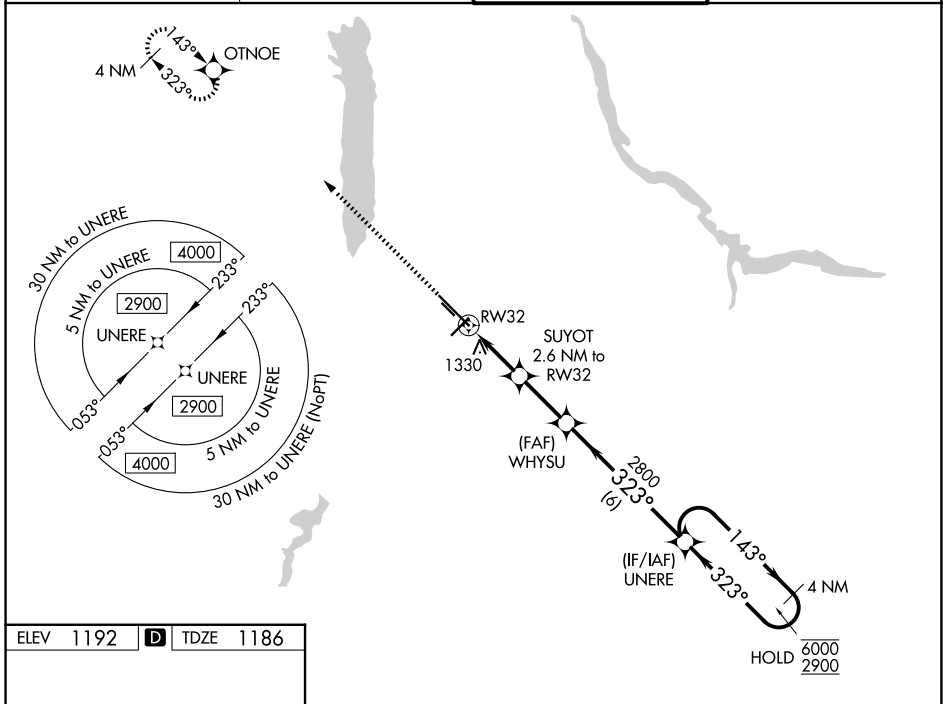 143°
OTNOE
4 NM
323°
30 NM to UNERE
4000
5 NM to UNERE
233°
2900
233°
UNERE
UNERE
053°
2900
053°
5 NM to UNERE
4000
30 NM to UNERE (NoPT)
RW32
SUYOT
2.6 NM to
RW32
1330
(FAF)
WHYSU
2800
323°
(6)
143°
(IF/IAF)
UNERE
323°
4 NM
HOLD 6000
2900
ELEV 1192 D TDZE 1186